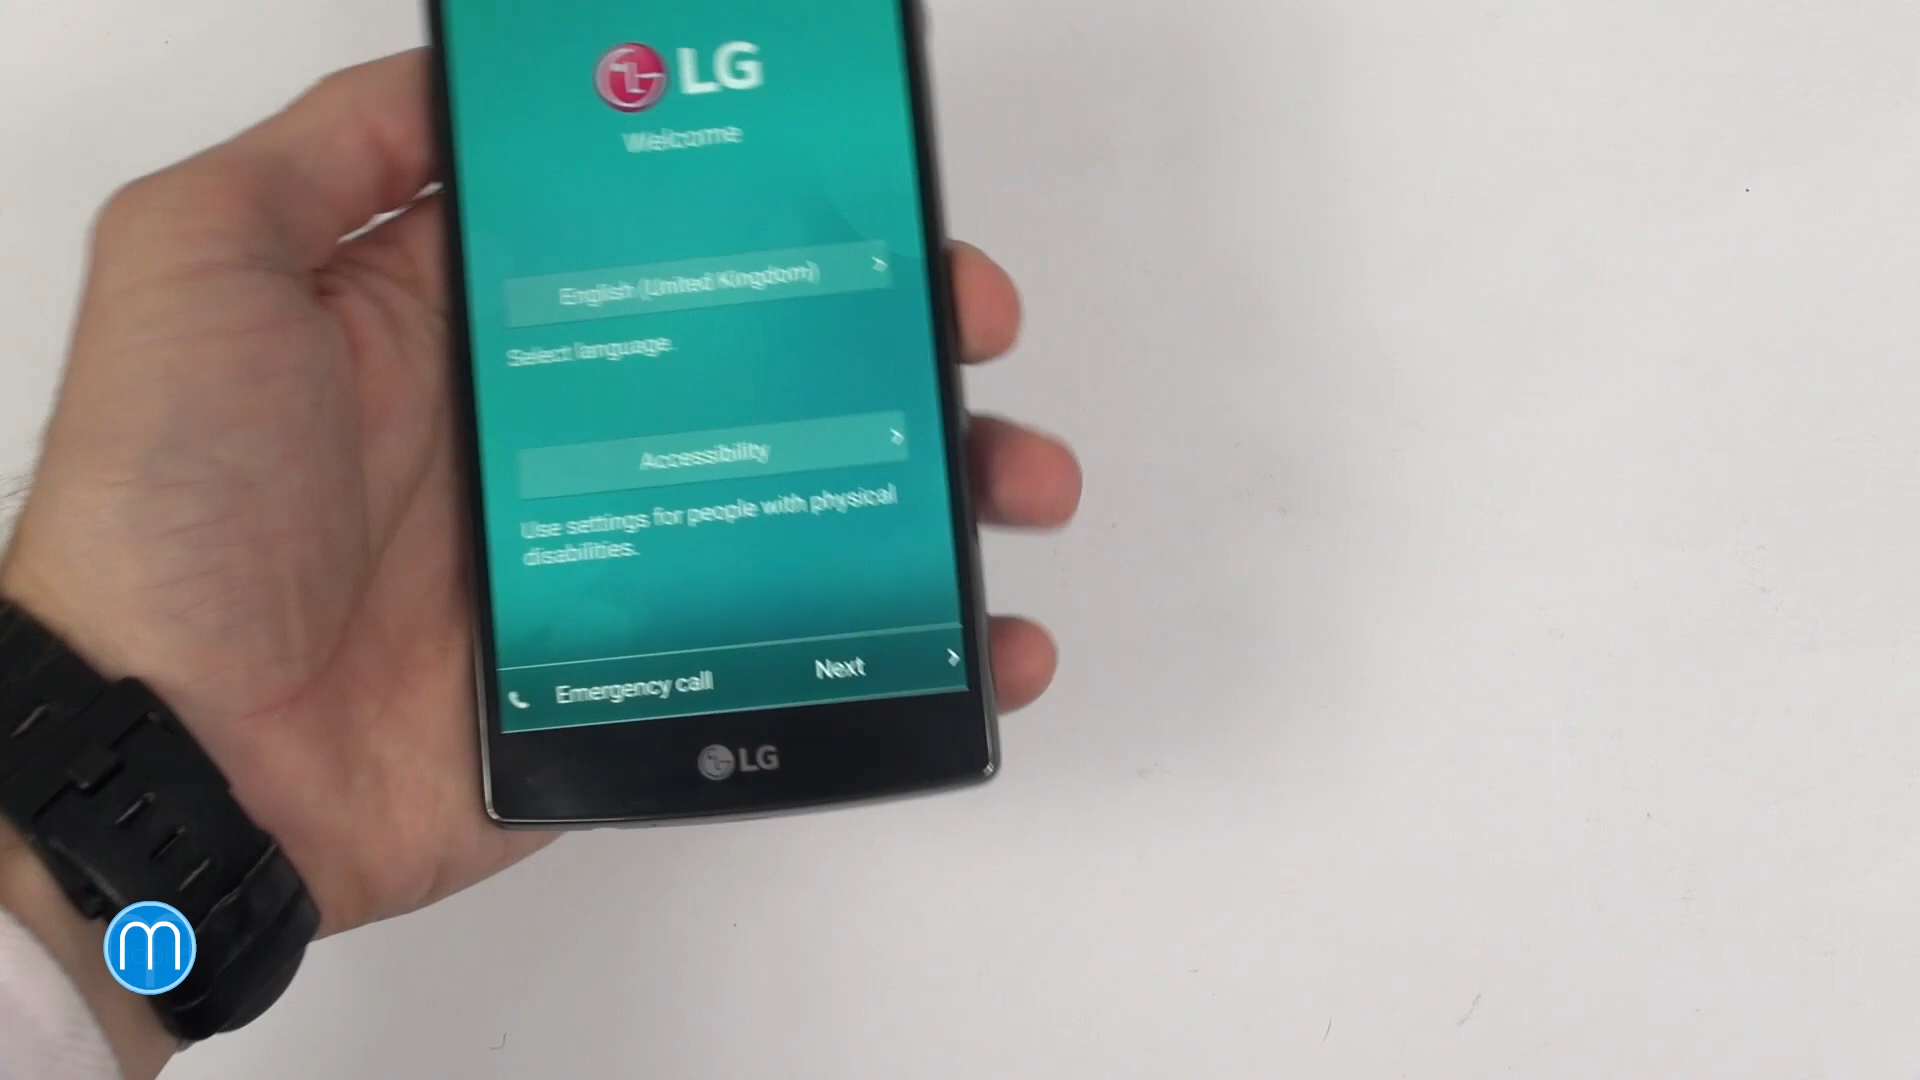 LG
Welcome
English (United Kingdom)
Select language.
Accessibility
Use settings for people with physical
disabilities.
Emergency call
Next
LG
m